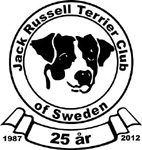 Jack Russell Terrier Club
of Sweden
1987 25 år 2012